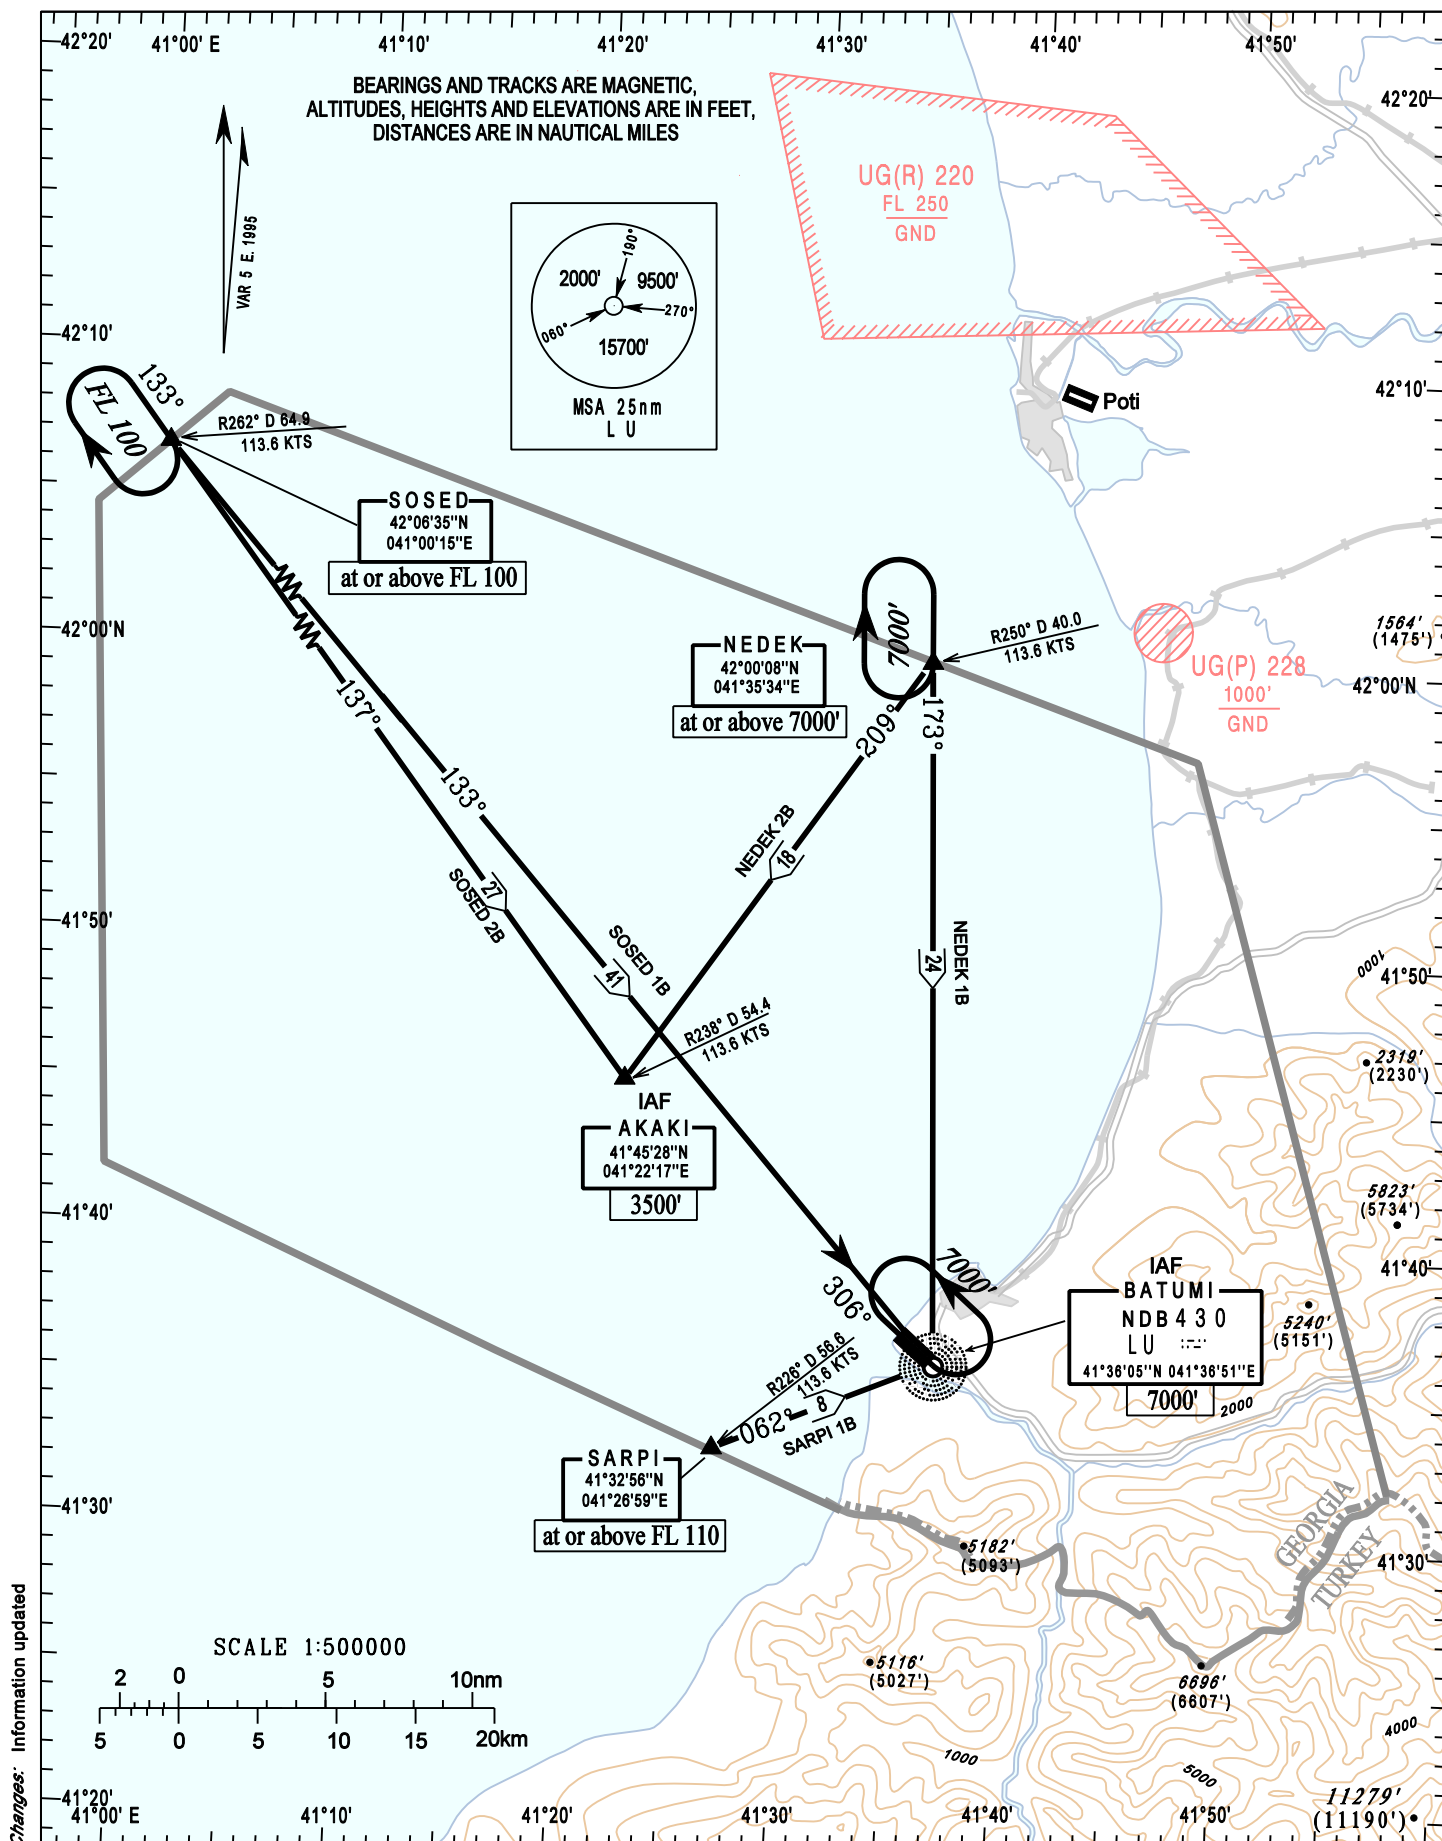 42°20' 41°00' E 41°10' 41°20' 41°30' 41°40' 41°50'
42°20'
BEARINGS AND TRACKS ARE MAGNETIC,
ALTITUDES, HEIGHTS AND ELEVATIONS ARE IN FEET,
DISTANCES ARE IN NAUTICAL MILES
VAR 5 E. 1995
190°
2000' 9500'
270°
060°
15700'
MSA 25nm
L U
UG(R) 220
FL 250
GND
42°10'
42°10'
Poti
133°
FL 100
R262° D 64.9
113.6 KTS
SOSED
42°06'35"N
041°00'15"E
at or above FL 100
42°00'N
7000'
NEDEK
42°00'08"N
041°35'34"E
at or above 7000'
R250° D 40.0
113.6 KTS
1564'
(1475')
UG(P) 228
1000'
GND
42°00'N
137°
209°
173°
133°
NEDEK 2B
18
27
SOSED 2B
41°50'
SOSED 1B
41
24
NEDEK 1B
1000
41°50'
R238° D 54.4
113.6 KTS
2319'
(2230')
IAF
AKAKI
41°45'28"N
041°22'17"E
3500'
41°40'
5823'
(5734')
41°40'
306°
7000'
IAF
BATUMI
NDB 430
LU
41°36'05"N 041°36'51"E
7000'
5240'
(5151')
2000
R226° D 56.6
113.6 KTS
062°
8
SARPI 1B
SARPI
41°32'56"N
041°26'59"E
at or above FL 110
41°30'
GEORGIA
TURKEY
41°30'
5182'
(5093')
5116'
(5027')
6696'
(6607')
4000
1000
5000
11279'
(11190')
SCALE 1:500000
2 0 5 10nm
5 0 5 10 15 20km
Changes: Information updated
41°20'
41°00' E 41°10' 41°20' 41°30' 41°40' 41°50'